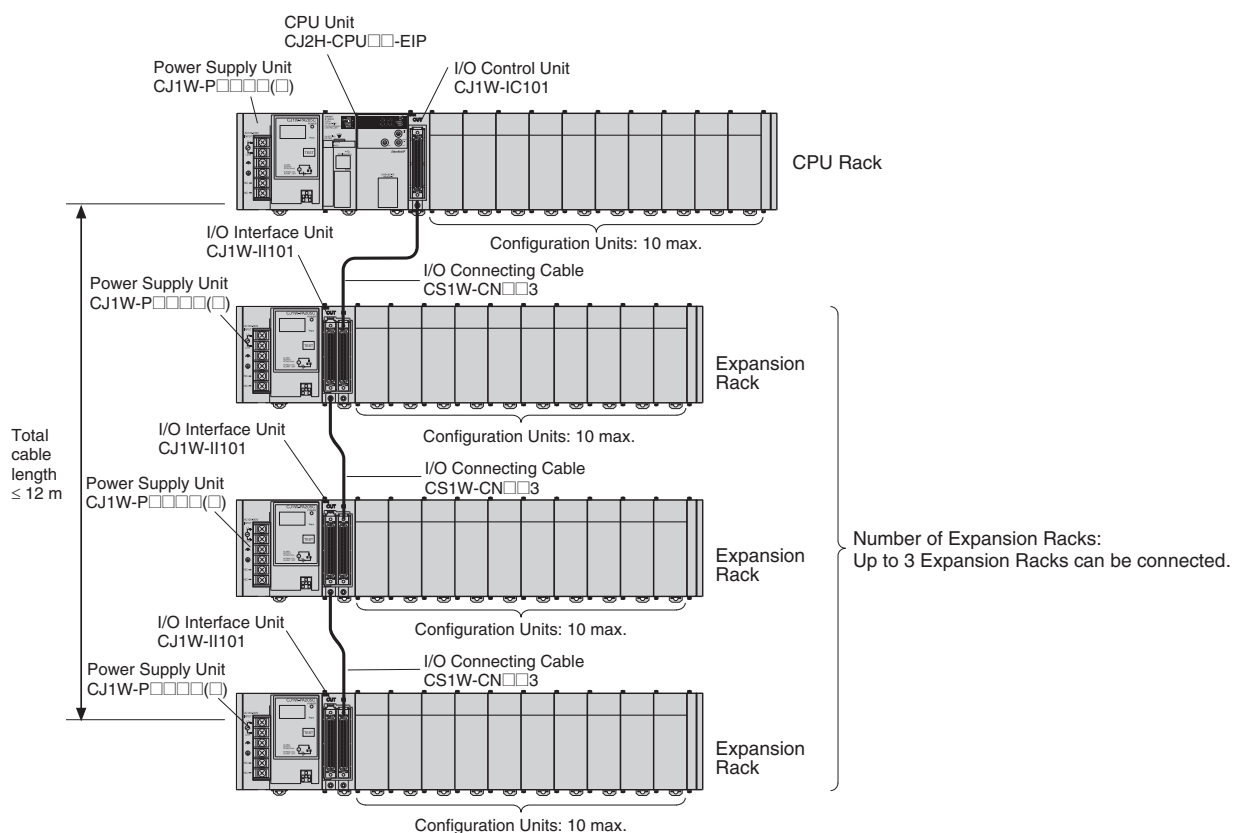 CPU Unit
CJ2H-CPU□□-EIP
Power Supply Unit
CJ1W-P□□□□(□)
I/O Control Unit
CJ1W-IC101
OUT
CPU Rack
Configuration Units: 10 max.
I/O Interface Unit
CJ1W-II101
Power Supply Unit
CJ1W-P□□□□(□)
I/O Connecting Cable
CS1W-CN□□3
OUT
Expansion
Rack
Configuration Units: 10 max.
Total
cable
length
≤ 12 m
I/O Interface Unit
CJ1W-II101
Power Supply Unit
CJ1W-P□□□□(□)
I/O Connecting Cable
CS1W-CN□□3
OUT
Expansion
Rack
Configuration Units: 10 max.
Number of Expansion Racks:
Up to 3 Expansion Racks can be connected.
I/O Interface Unit
CJ1W-II101
Power Supply Unit
CJ1W-P□□□□(□)
I/O Connecting Cable
CS1W-CN□□3
OUT
Expansion
Rack
Configuration Units: 10 max.